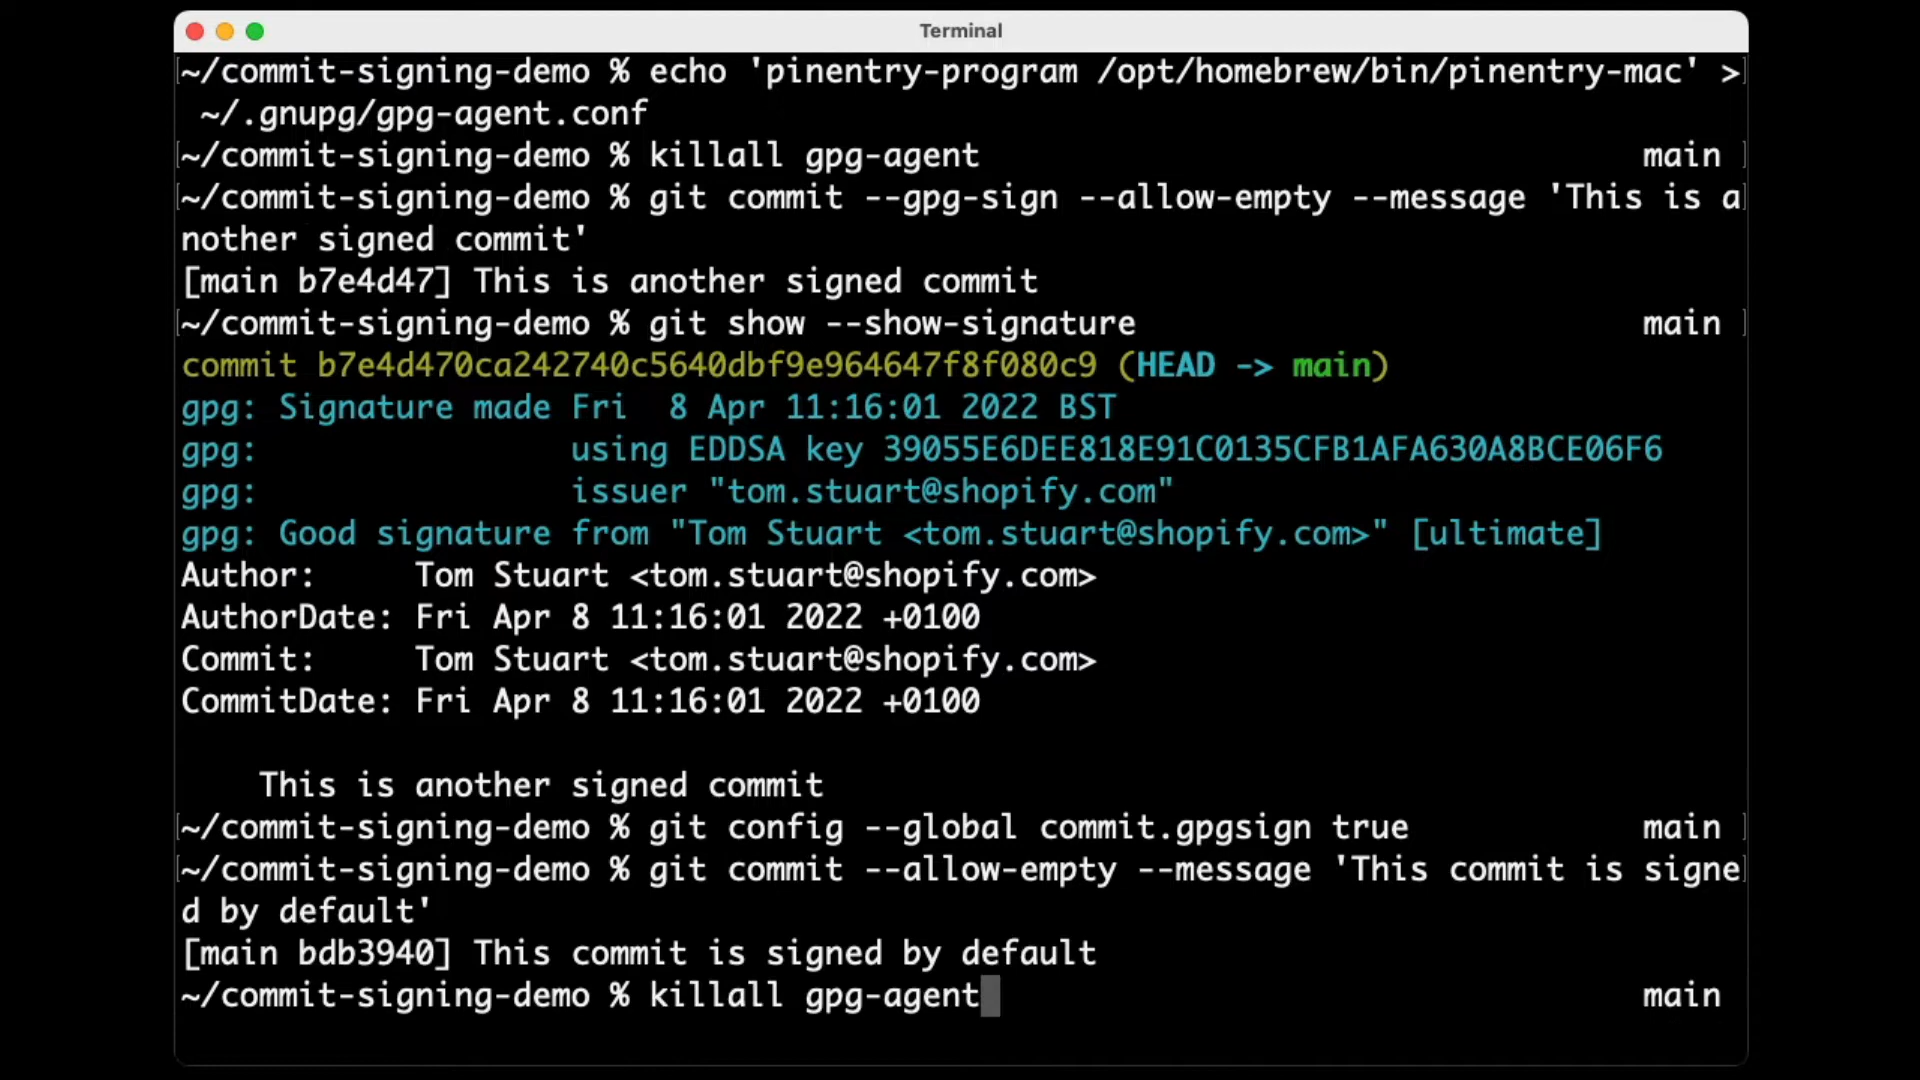 Terminal
~/commit-signing-demo % echo 'pinentry-program /opt/homebrew/bin/pinentry-mac' >
~/.gnupg/gpg-agent.conf
~/commit-signing-demo % killall gpg-agent main
~/commit-signing-demo % git commit --gpg-sign --allow-empty --message 'This is a
nother signed commit'
[main b7e4d47] This is another signed commit
~/commit-signing-demo % git show --show-signature main
commit b7e4d470ca242740c5640dbf9e964647f8f080c9 (HEAD -> main)
gpg: Signature made Fri  8 Apr 11:16:01 2022 BST
gpg:                using EDDSA key 39055E6DEE818E91C0135CFB1AFA630A8BCE06F6
gpg:                issuer "tom.stuart@shopify.com"
gpg: Good signature from "Tom Stuart <tom.stuart@shopify.com>" [ultimate]
Author:     Tom Stuart <tom.stuart@shopify.com>
AuthorDate: Fri Apr 8 11:16:01 2022 +0100
Commit:     Tom Stuart <tom.stuart@shopify.com>
CommitDate: Fri Apr 8 11:16:01 2022 +0100
This is another signed commit
~/commit-signing-demo % git config --global commit.gpgsign true main
~/commit-signing-demo % git commit --allow-empty --message 'This commit is signe
d by default'
[main bdb3940] This commit is signed by default
~/commit-signing-demo % killall gpg-agent main